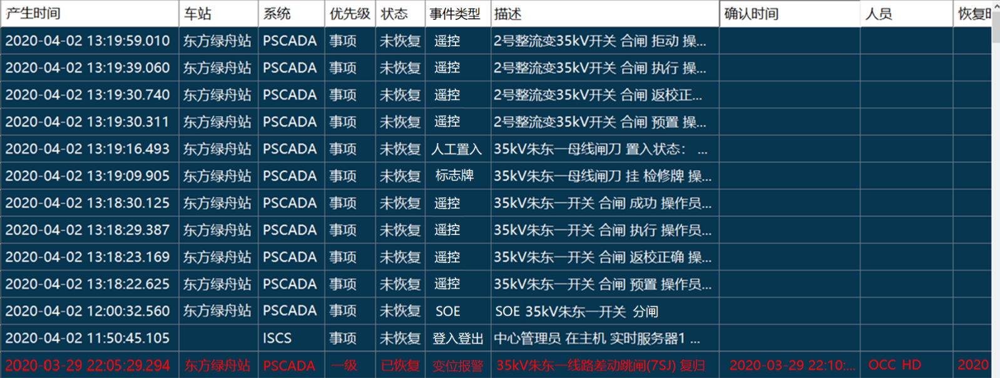 产生时间 车站 系统 优先级 状态 事件类型 描述 确认时间 人员 恢复时
2020-04-02 13:19:59.010 东方绿舟站 PSCADA 事项 未恢复 遥控 2号整流变35kV开关 合闸 拒动 操...
2020-04-02 13:19:39.060 东方绿舟站 PSCADA 事项 未恢复 遥控 2号整流变35kV开关 合闸 执行 操...
2020-04-02 13:19:30.740 东方绿舟站 PSCADA 事项 未恢复 遥控 2号整流变35kV开关 合闸 返校正...
2020-04-02 13:19:30.311 东方绿舟站 PSCADA 事项 未恢复 遥控 2号整流变35kV开关 合闸 预置 操...
2020-04-02 13:19:16.493 东方绿舟站 PSCADA 事项 未恢复 人工置入 35kV朱东一母线闸刀 置入状态： ...
2020-04-02 13:19:09.905 东方绿舟站 PSCADA 事项 未恢复 标志牌 35kV朱东一母线闸刀 挂 检修牌 操...
2020-04-02 13:18:30.125 东方绿舟站 PSCADA 事项 未恢复 遥控 35kV朱东一开关 合闸 成功 操作员...
2020-04-02 13:18:29.387 东方绿舟站 PSCADA 事项 未恢复 遥控 35kV朱东一开关 合闸 执行 操作员...
2020-04-02 13:18:23.169 东方绿舟站 PSCADA 事项 未恢复 遥控 35kV朱东一开关 合闸 返校正确 操...
2020-04-02 13:18:22.625 东方绿舟站 PSCADA 事项 未恢复 遥控 35kV朱东一开关 合闸 预置 操作员...
2020-04-02 12:00:32.560 东方绿舟站 PSCADA 事项 未恢复 SOE SOE 35kV朱东一开关 分闸
2020-04-02 11:50:45.105 ISCS 事项 未恢复 登入登出 中心管理员 在主机 实时服务器1 ...
2020-03-29 22:05:29.294 东方绿舟站 PSCADA 一级 已恢复 变位报警 35kV朱东一线路差动跳闸(7SJ) 复归 2020-03-29 22:10:... OCC HD 2020